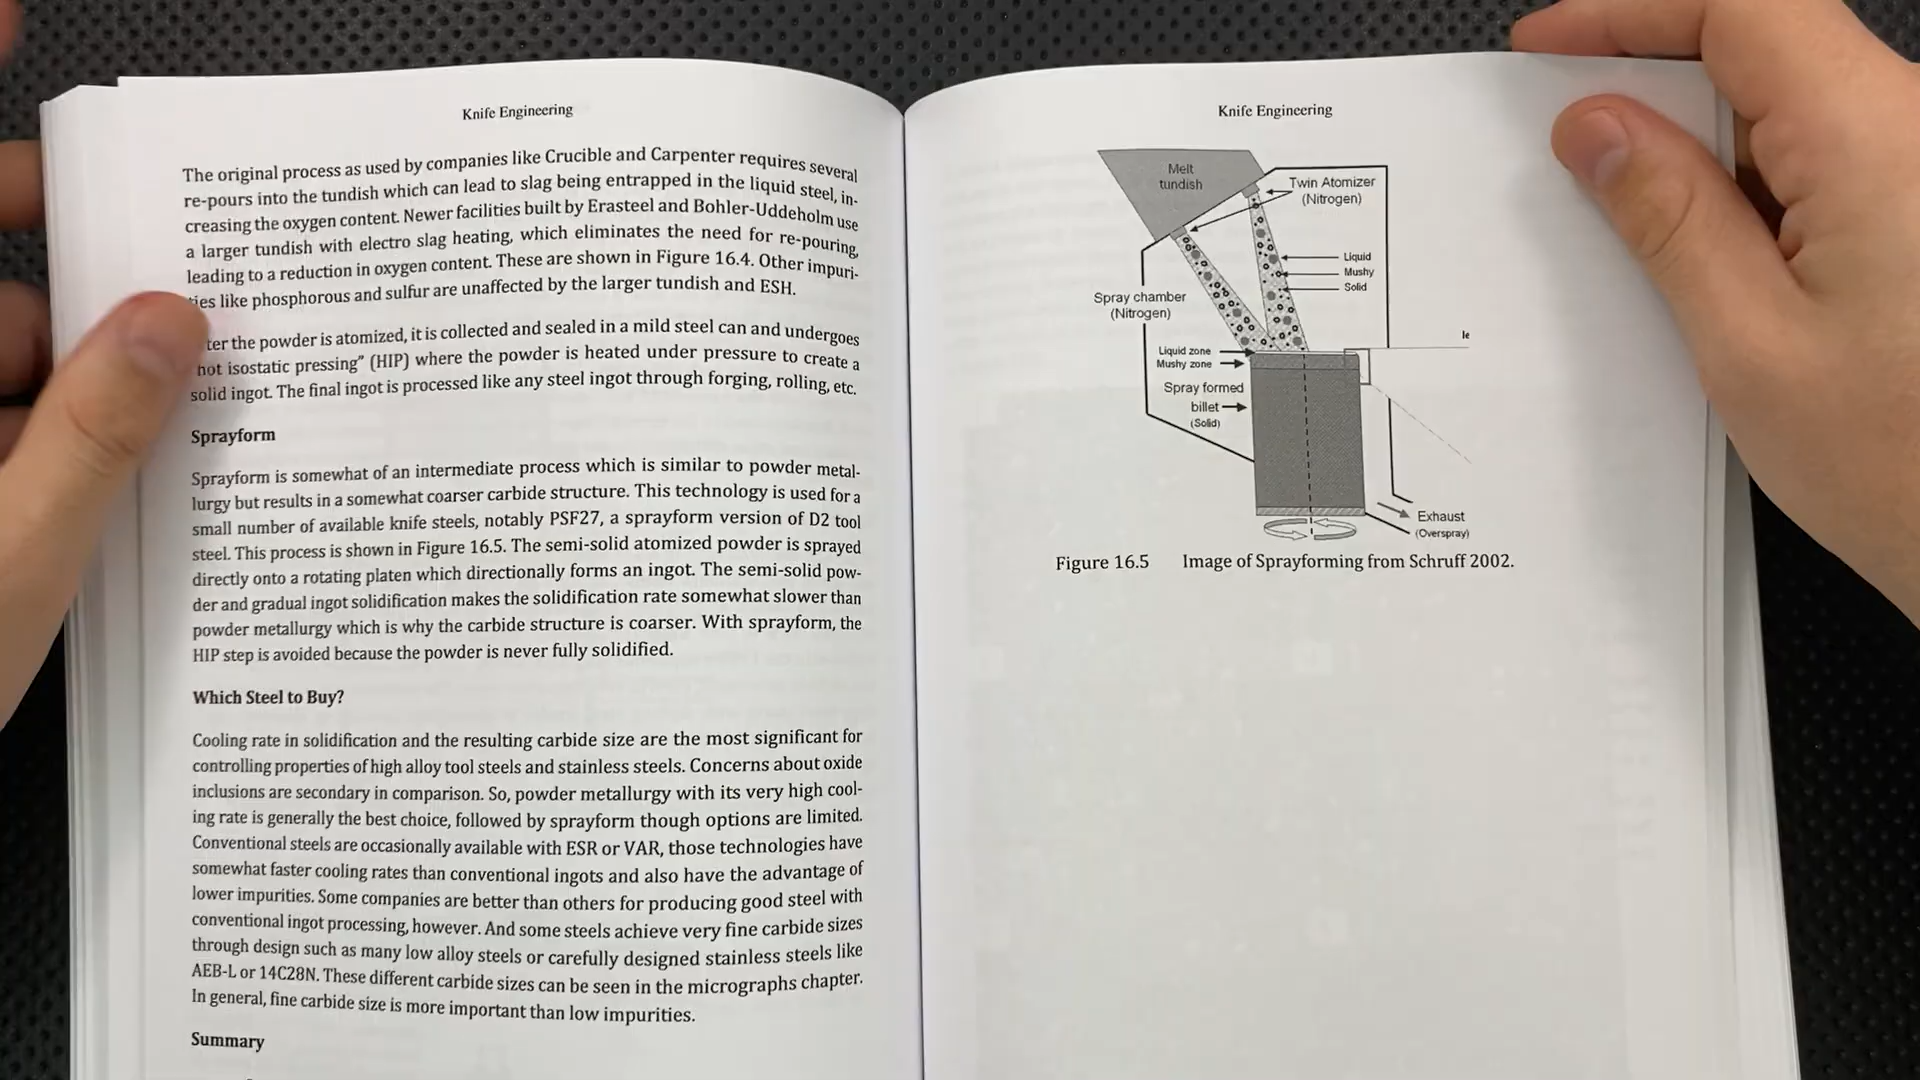 Knife Engineering
The original process as used by companies like Crucible and Carpenter requires several
re-pours into the tundish which can lead to slag being entrapped in the liquid steel, in-
creasing the oxygen content. Newer facilities built by Erasteel and Bohler-Uddeholm use
a larger tundish with electro slag heating, which eliminates the need for re-pouring,
leading to a reduction in oxygen content. These are shown in Figure 16.4. Other impuri-
ties like phosphorous and sulfur are unaffected by the larger tundish and ESH.
ter the powder is atomized, it is collected and sealed in a mild steel can and undergoes
hot isostatic pressing” (HIP) where the powder is heated under pressure to create a
solid ingot. The final ingot is processed like any steel ingot through forging, rolling, etc.
Sprayform
Sprayform is somewhat of an intermediate process which is similar to powder metal-
lurgy but results in a somewhat coarser carbide structure. This technology is used for a
small number of available knife steels, notably PSF27, a sprayform version of D2 tool
steel. This process is shown in Figure 16.5. The semi-solid atomized powder is sprayed
directly onto a rotating platen which directionally forms an ingot. The semi-solid pow-
der and gradual ingot solidification makes the solidification rate somewhat slower than
powder metallurgy which is why the carbide structure is coarser. With sprayform, the
HIP step is avoided because the powder is never fully solidified.
Which Steel to Buy?
Cooling rate in solidification and the resulting carbide size are the most significant for
controlling properties of high alloy tool steels and stainless steels. Concerns about oxide
inclusions are secondary in comparison. So, powder metallurgy with its very high cool-
ing rate is generally the best choice, followed by sprayform though options are limited.
Conventional steels are occasionally available with ESR or VAR, those technologies have
somewhat faster cooling rates than conventional ingots and also have the advantage of
lower impurities. Some companies are better than others for producing good steel with
conventional ingot processing, however. And some steels achieve very fine carbide sizes
through design such as many low alloy steels or carefully designed stainless steels like
AEB-L or 14C28N. These different carbide sizes can be seen in the micrographs chapter.
In general, fine carbide size is more important than low impurities.
Summary
Knife Engineering
Melt
tundish
Twin Atomizer
(Nitrogen)
Liquid
Mushy
Solid
Spray chamber
(Nitrogen)
le
Liquid zone
Mushy zone
Spray formed
billet
(Solid)
Exhaust
(Overspray)
Figure 16.5 Image of Sprayforming from Schruff 2002.